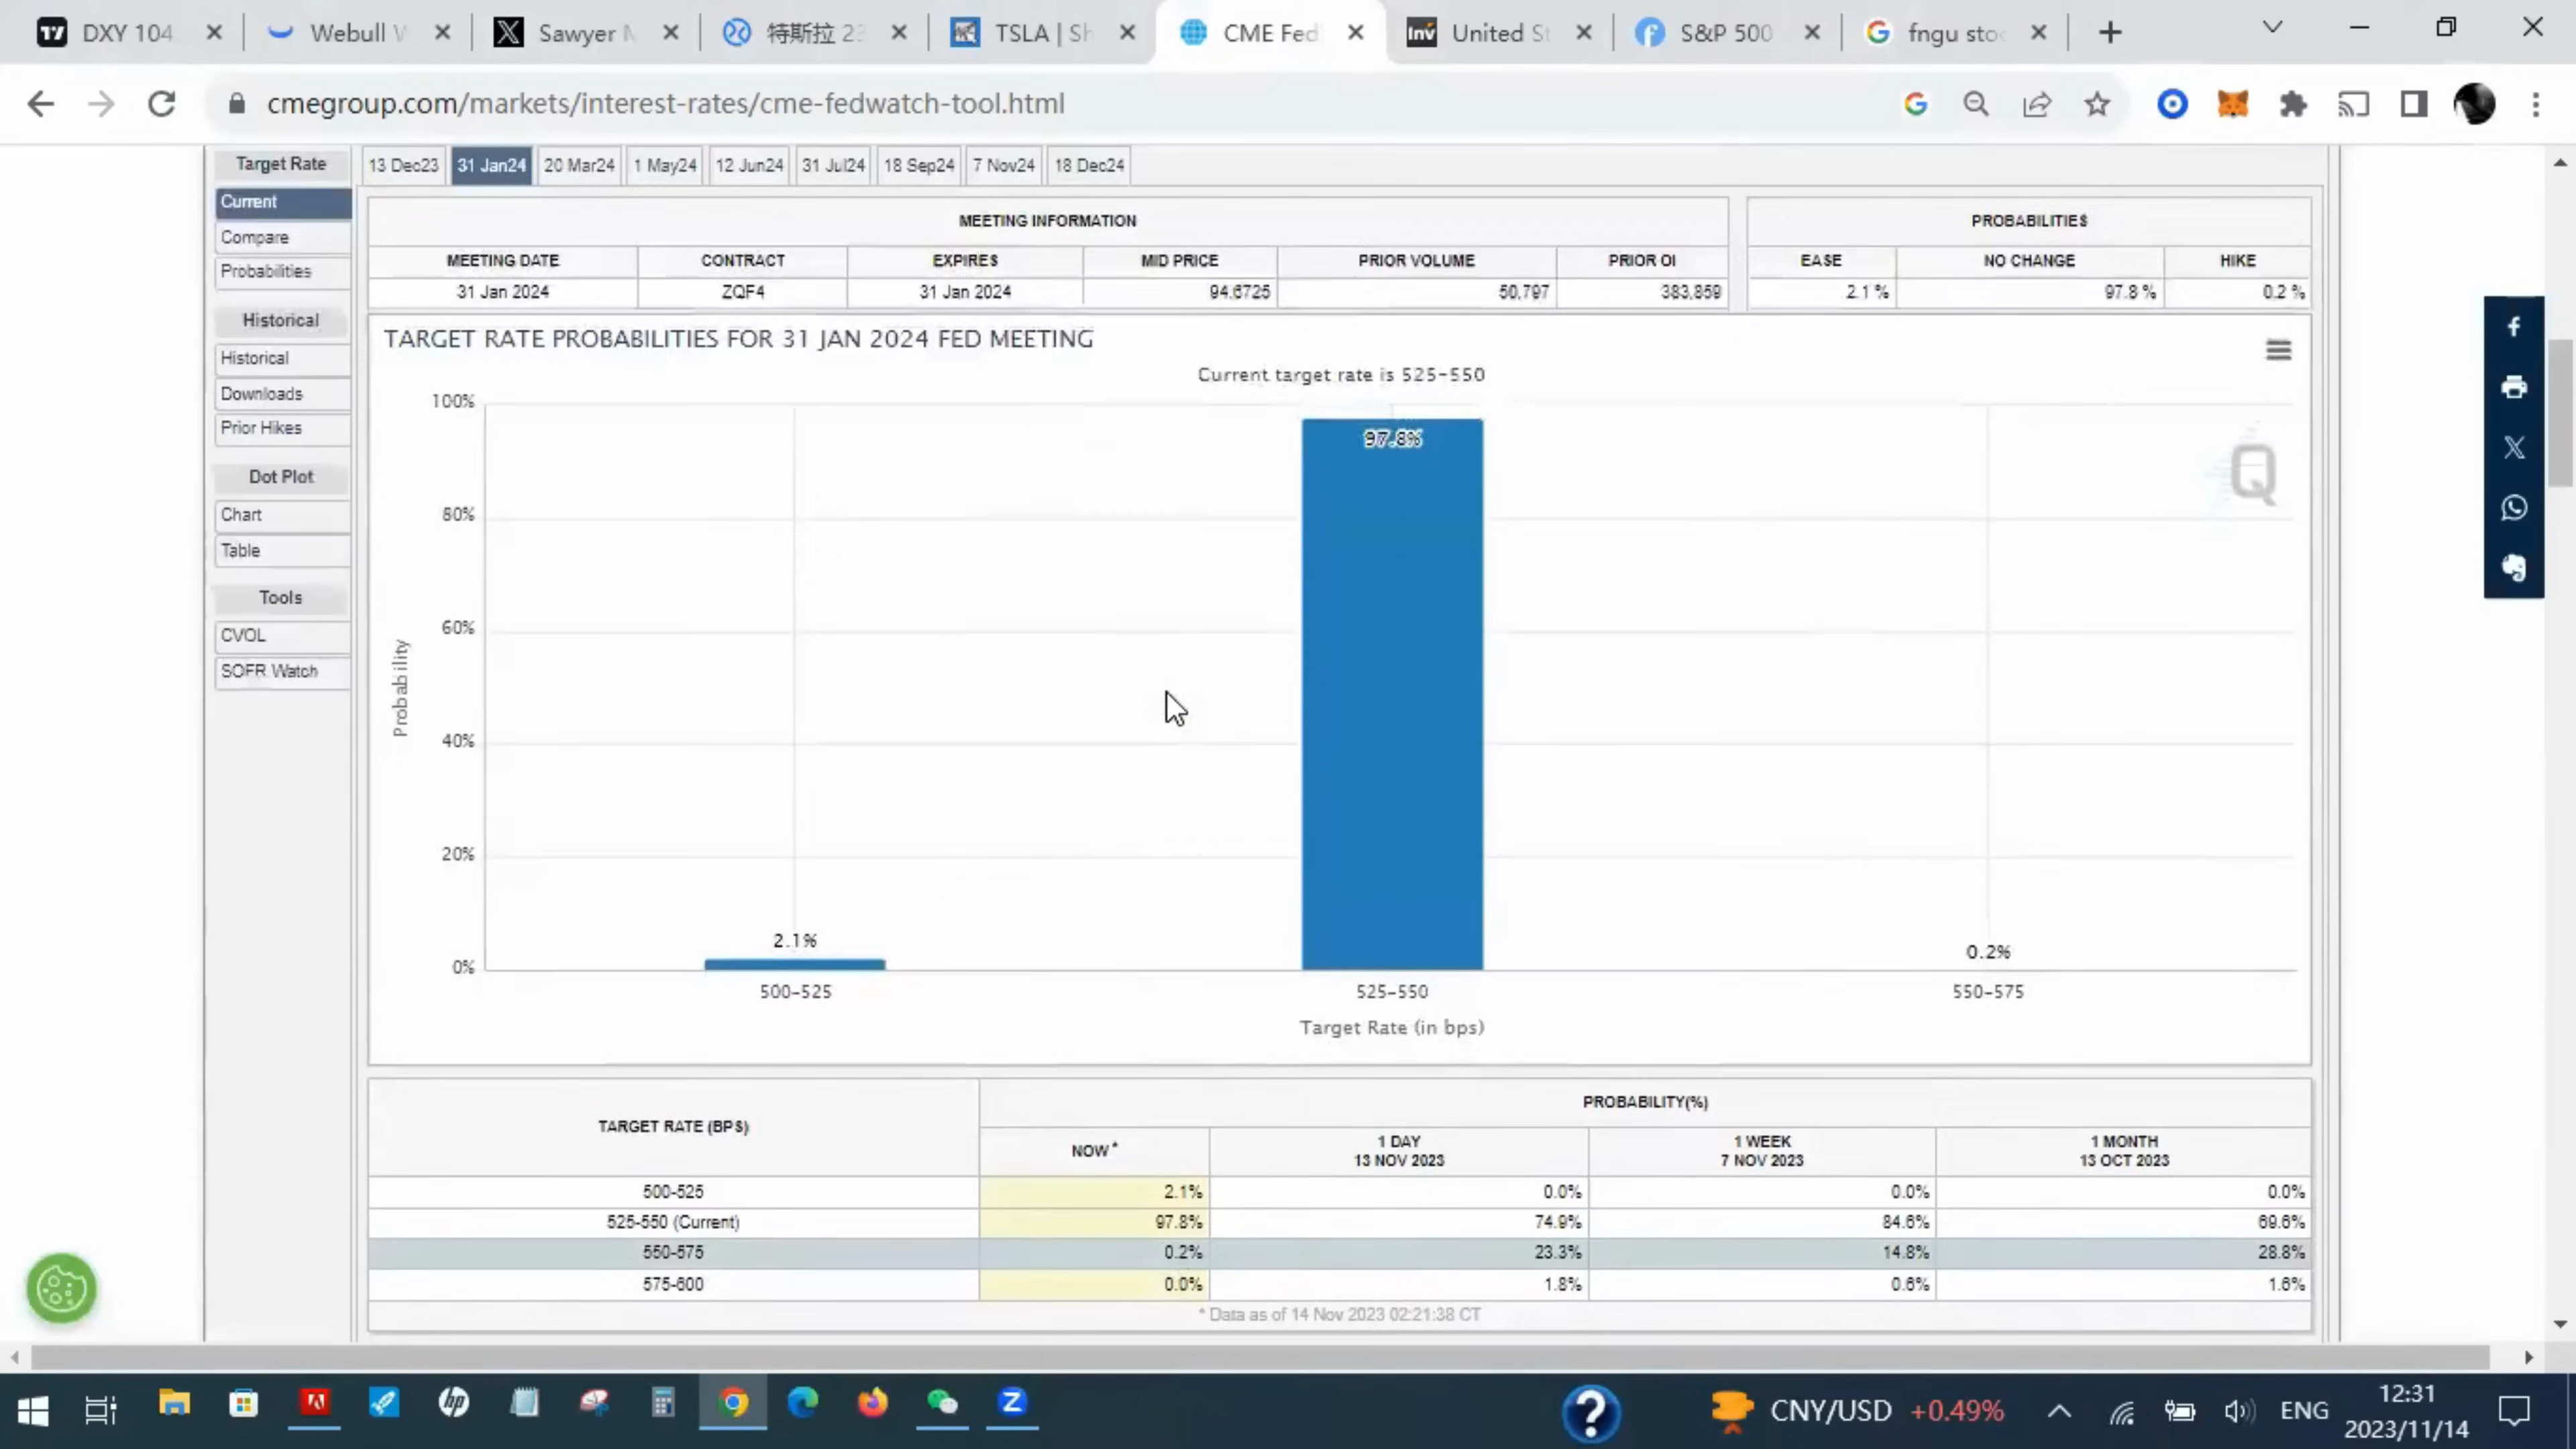 DXY 104
Webull
Sawyer
特斯拉
TSLA | Sh
CME Fed
United St
S&P 500
fngu sto
cmegroup.com/markets/interest-rates/cme-fedwatch-tool.html
Target Rate
Current
Compare
Probabilities
Historical
Historical
Downloads
Prior Hikes
Dot Plot
Chart
Table
Tools
CVOL
SOFR Watch
13 Dec23 31 Jan24 20 Mar24 1 May24 12 Jun24 31 Jul24 18 Sep24 7 Nov24 18 Dec24
MEETING INFORMATION
MEETING DATE CONTRACT EXPIRES MID PRICE PRIOR VOLUME PRIOR OI
31 Jan 2024 ZQF4 31 Jan 2024 94.6725 50,797 383,859
PROBABILITIES
EASE NO CHANGE HIKE
2.1 % 97.8 % 0.2 %
TARGET RATE PROBABILITIES FOR 31 JAN 2024 FED MEETING
Current target rate is 525-550
Probability
100%
80%
60%
40%
20%
0%
2.1%
97.8%
0.2%
500-525 525-550 550-575
Target Rate (in bps)
Q
TARGET RATE (BPS)
PROBABILITY(%)
NOW *
1 DAY
13 NOV 2023
1 WEEK
7 NOV 2023
1 MONTH
13 OCT 2023
500-525 2.1% 0.0% 0.0% 0.0%
525-550 (Current) 97.8% 74.9% 84.6% 69.6%
550-575 0.2% 23.3% 14.8% 28.8%
575-600 0.0% 1.8% 0.6% 1.6%
* Data as of 14 Nov 2023 02:21:38 CT
CNY/USD +0.49%
ENG
12:31
2023/11/14